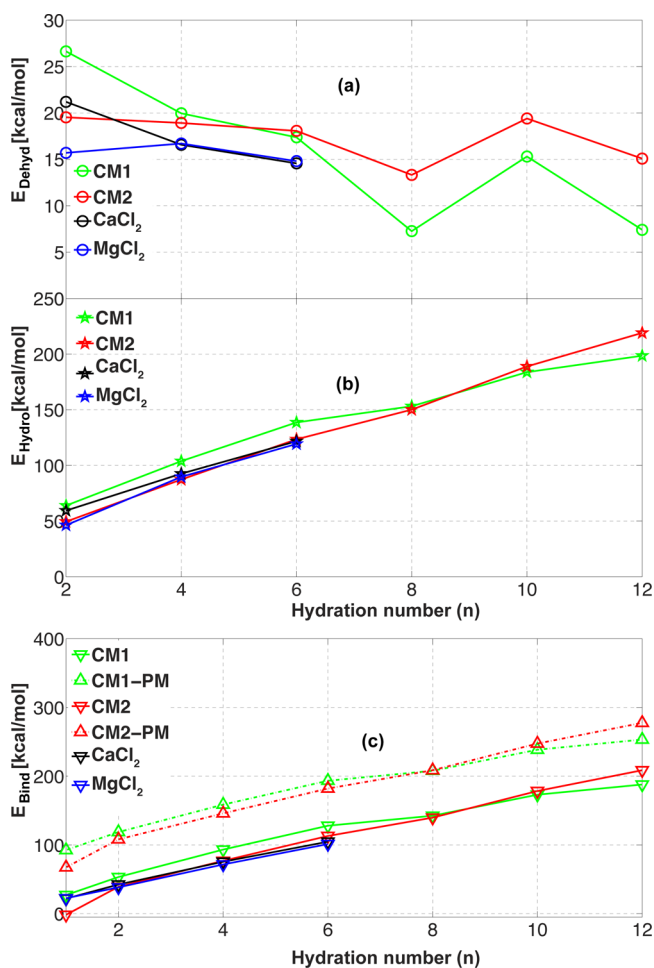 30
25
20
15
10
5
E_Dehyd [kcal/mol]
(a)
CM1
CM2
CaCl₂
MgCl₂
250
200
150
100
50
0
E_Hydro[kcal/mol]
(b)
CM1
CM2
CaCl₂
MgCl₂
2 4 6 8 10 12
Hydration number (n)
400
300
200
100
0
E_Bind [kcal/mol]
(c)
CM1
CM1−PM
CM2
CM2−PM
CaCl₂
MgCl₂
2 4 6 8 10 12
Hydration number (n)